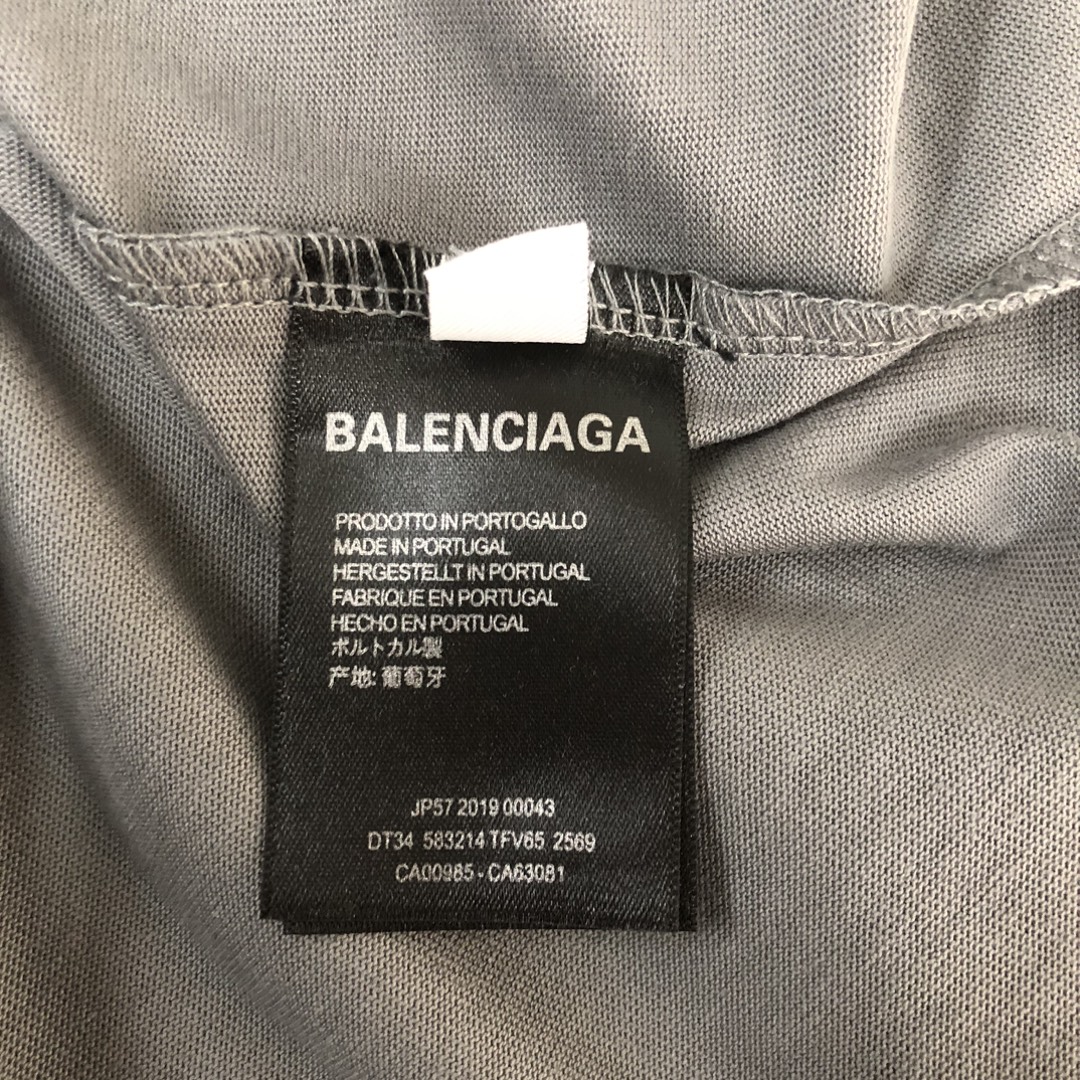 BALENCIAGA
PRODOTTO IN PORTOGALLO
MADE IN PORTUGAL
HERGESTELLT IN PORTUGAL
FABRIQUE EN PORTUGAL
HECHO EN PORTUGAL
ポルトカル製
产地: 葡萄牙
JP57 2019 00043
DT34 583214 TFV65 2569
CA00985 - CA63081